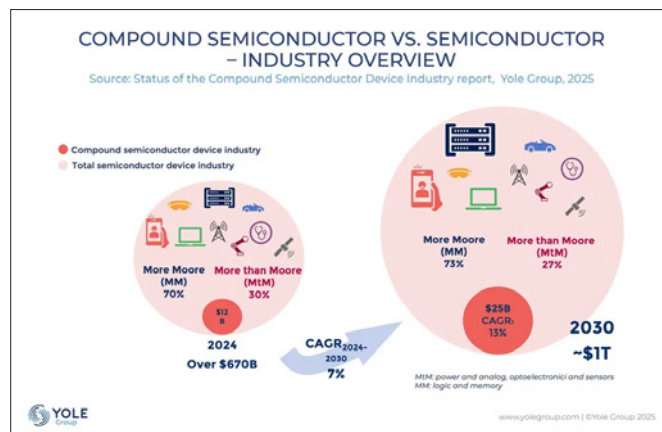 COMPOUND SEMICONDUCTOR VS. SEMICONDUCTOR
– INDUSTRY OVERVIEW
Source: Status of the Compound Semiconductor Device Industry report, Yole Group, 2025
Compound semiconductor device industry
Total semiconductor device industry
More Moore
(MM)
70%
More than Moore
(MtM)
30%
$12
B
2024
Over $670B
CAGR2024-
2030
7%
More Moore
(MM)
73%
More than Moore
(MtM)
27%
$25B
CAGR:
13%
2030
~$1T
MtM: power and analog, optoelectronici and sensors
MM: logic and memory
YOLE
Group
www.yolegroup.com | ©Yole Group 2025